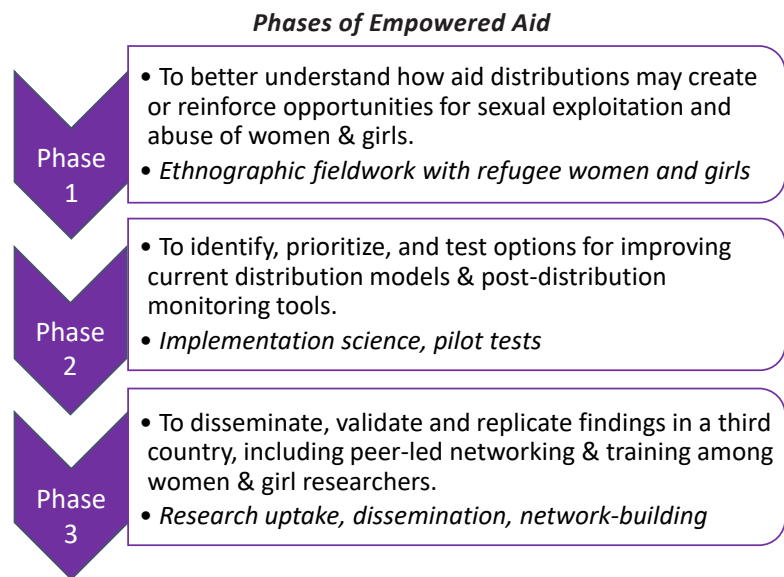 Phases of Empowered Aid
Phase
1
• To better understand how aid distributions may create
or reinforce opportunities for sexual exploitation and
abuse of women & girls.
• Ethnographic fieldwork with refugee women and girls
Phase
2
• To identify, prioritize, and test options for improving
current distribution models & post-distribution
monitoring tools.
• Implementation science, pilot tests
Phase
3
• To disseminate, validate and replicate findings in a third
country, including peer-led networking & training among
women & girl researchers.
• Research uptake, dissemination, network-building